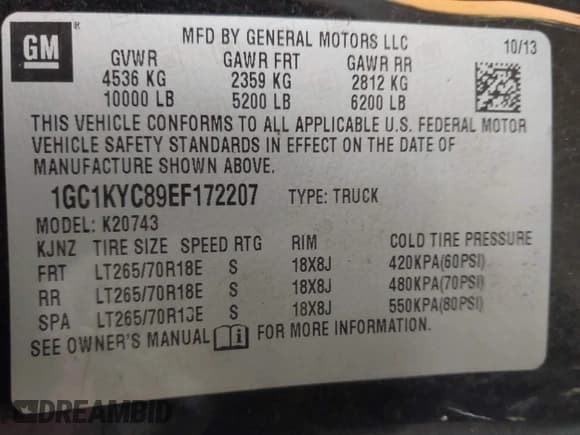 GM
MFD BY GENERAL MOTORS LLC
10/13
GVWR GAWR FRT GAWR RR
4536 KG 2359 KG 2812 KG
10000 LB 5200 LB 6200 LB
THIS VEHICLE CONFORMS TO ALL APPLICABLE U.S. FEDERAL MOTOR
VEHICLE SAFETY STANDARDS IN EFFECT ON THE DATE OF
MANUFACTURE SHOWN ABOVE.
1GC1KYC89EF172207 TYPE: TRUCK
MODEL: K20743
KJNZ TIRE SIZE SPEED RTG RIM COLD TIRE PRESSURE
FRT LT265/70R18E S 18X8J 420KPA(60PSI)
RR LT265/70R18E S 18X8J 480KPA(70PSI)
SPA LT265/70R18E S 18X8J 550KPA(80PSI)
SEE OWNER'S MANUAL i FOR MORE INFORMATION.
DREAMBID